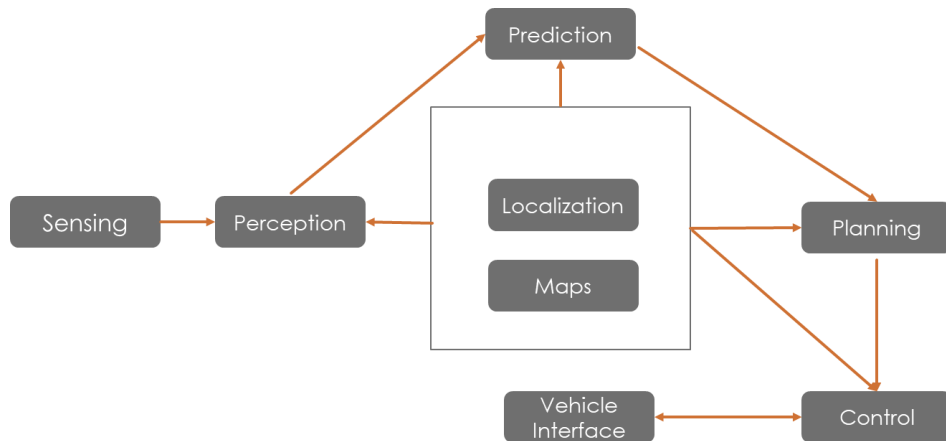 Prediction
Localization
Sensing
Perception
Planning
Maps
Vehicle
Interface
Control